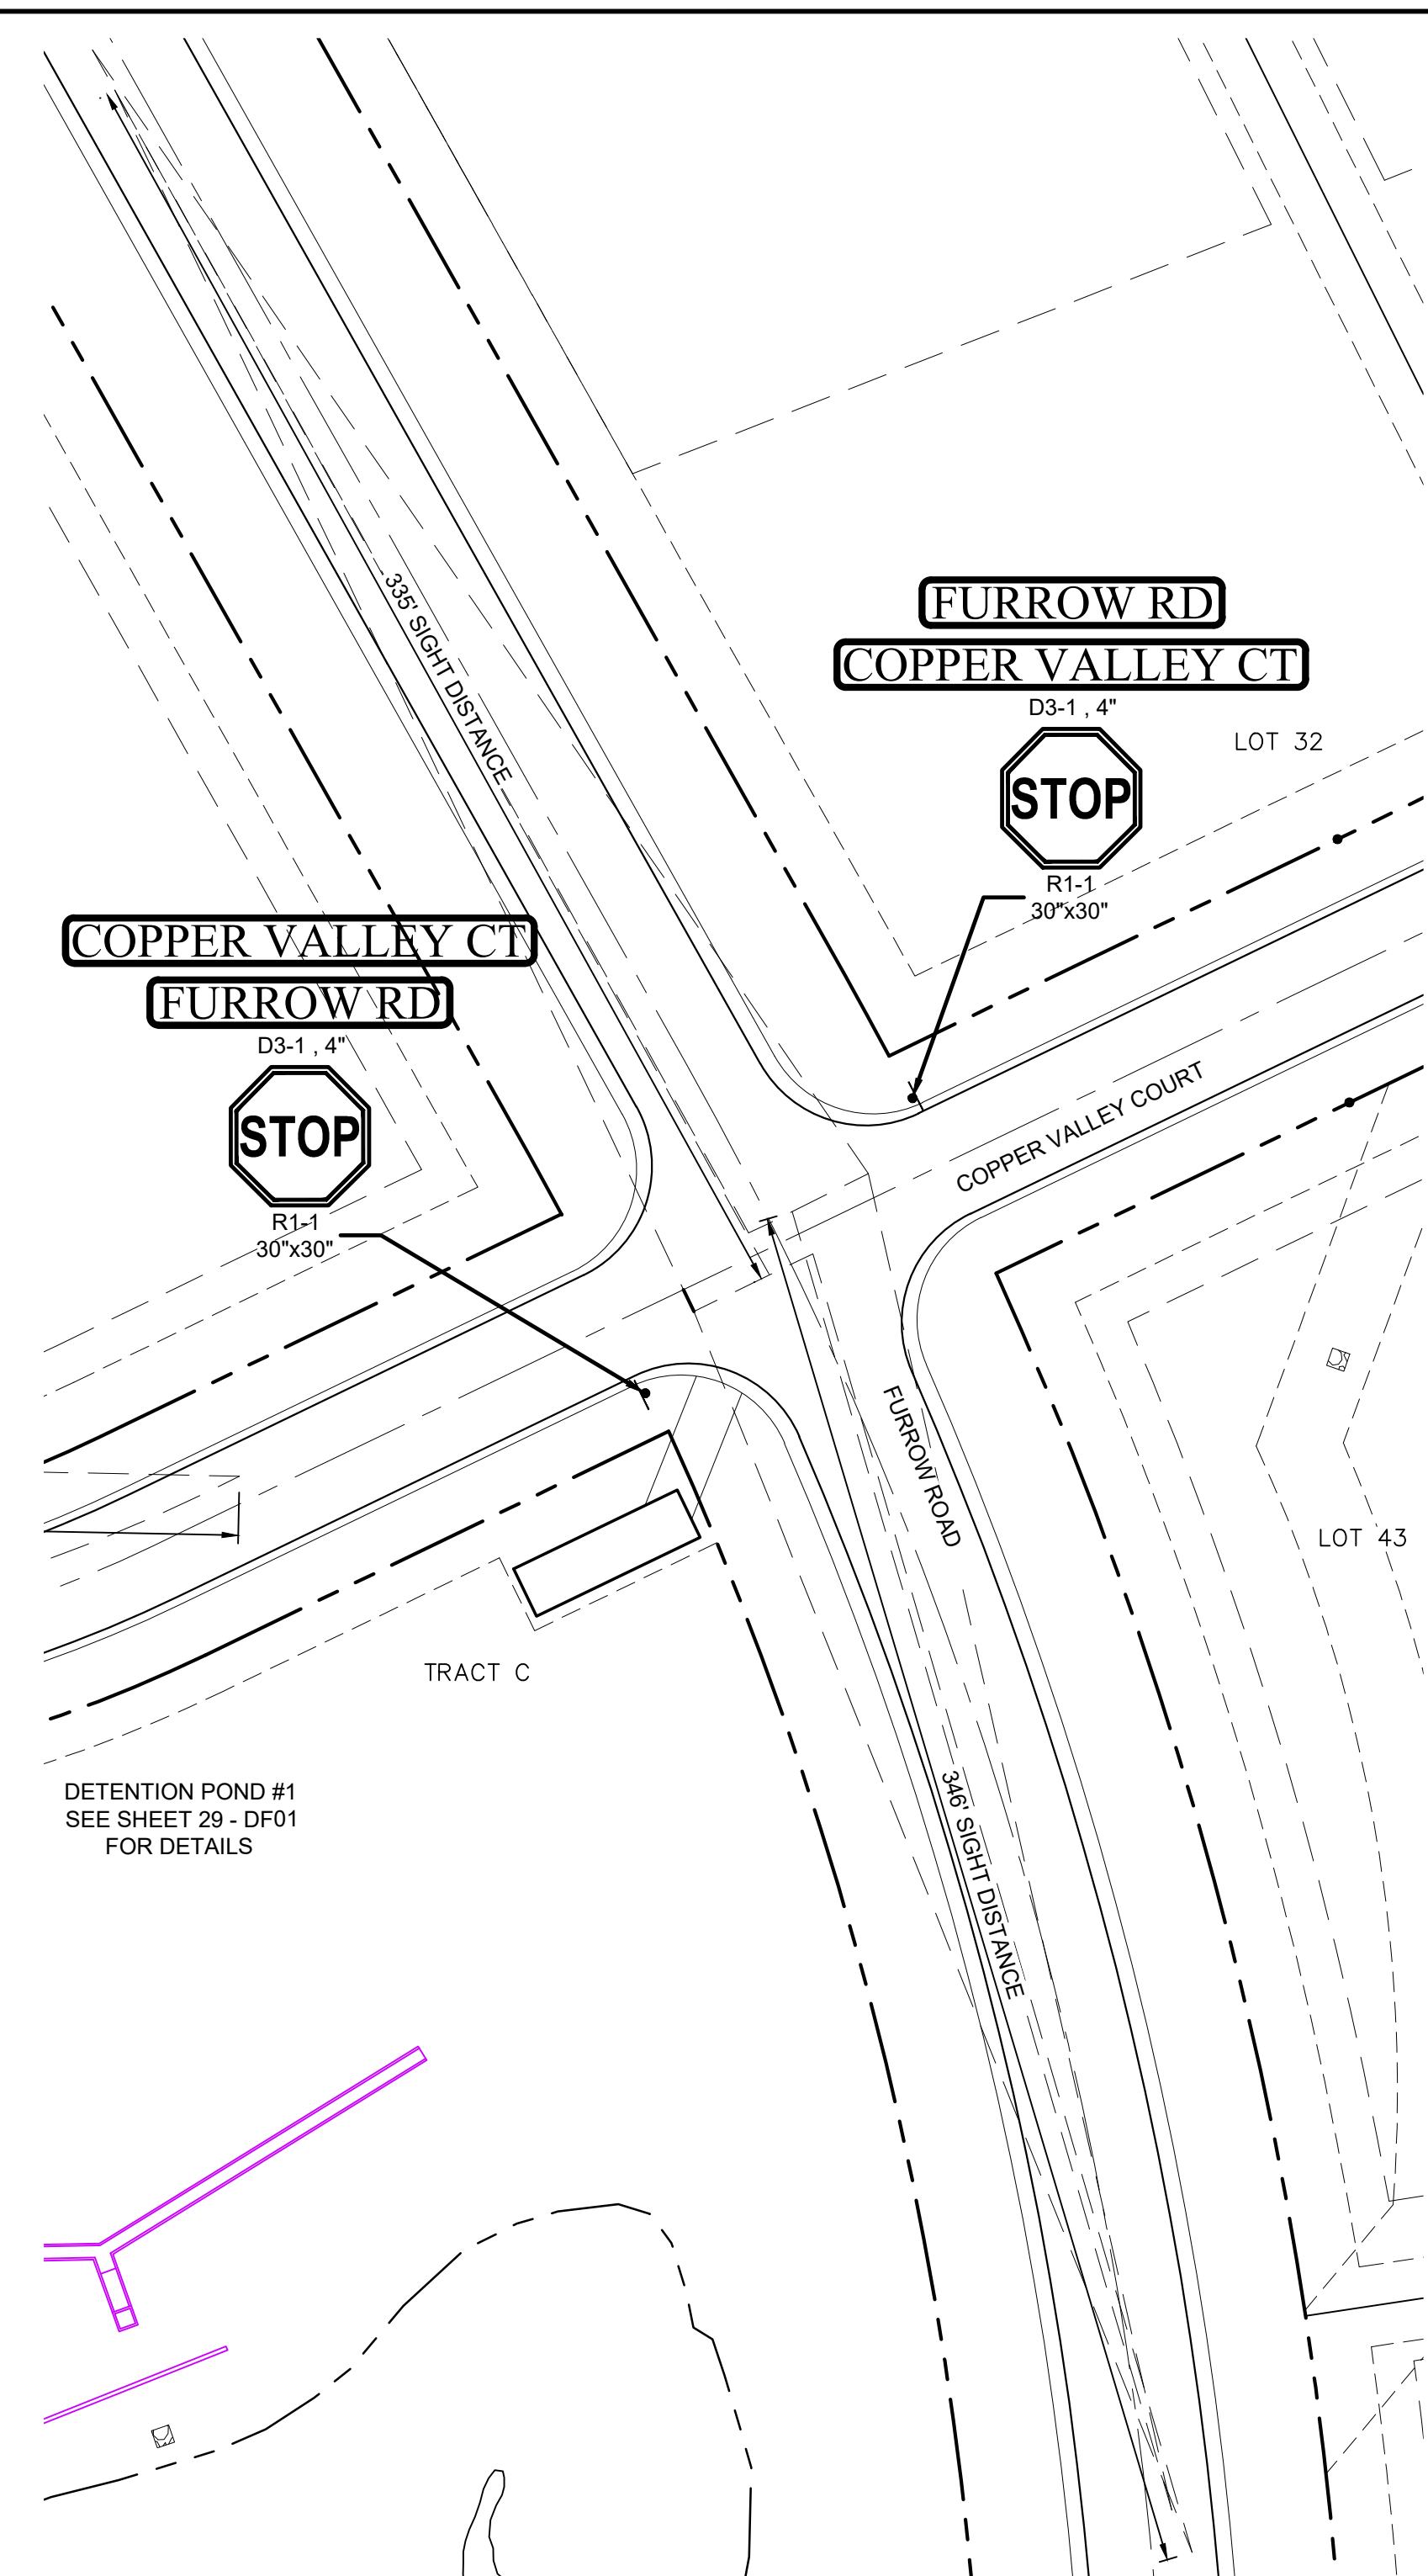 335' SIGHT DISTANCE
FURROW RD
COPPER VALLEY CT
D3-1 , 4"
STOP
R1-1
30"x30"
LOT 32
COPPER VALLEY CT
FURROW RD
D3-1 , 4"
STOP
R1-1
30"x30"
COPPER VALLEY COURT
FURROW ROAD
LOT 43
TRACT C
DETENTION POND #1
SEE SHEET 29 - DF01
FOR DETAILS
346' SIGHT DISTANCE